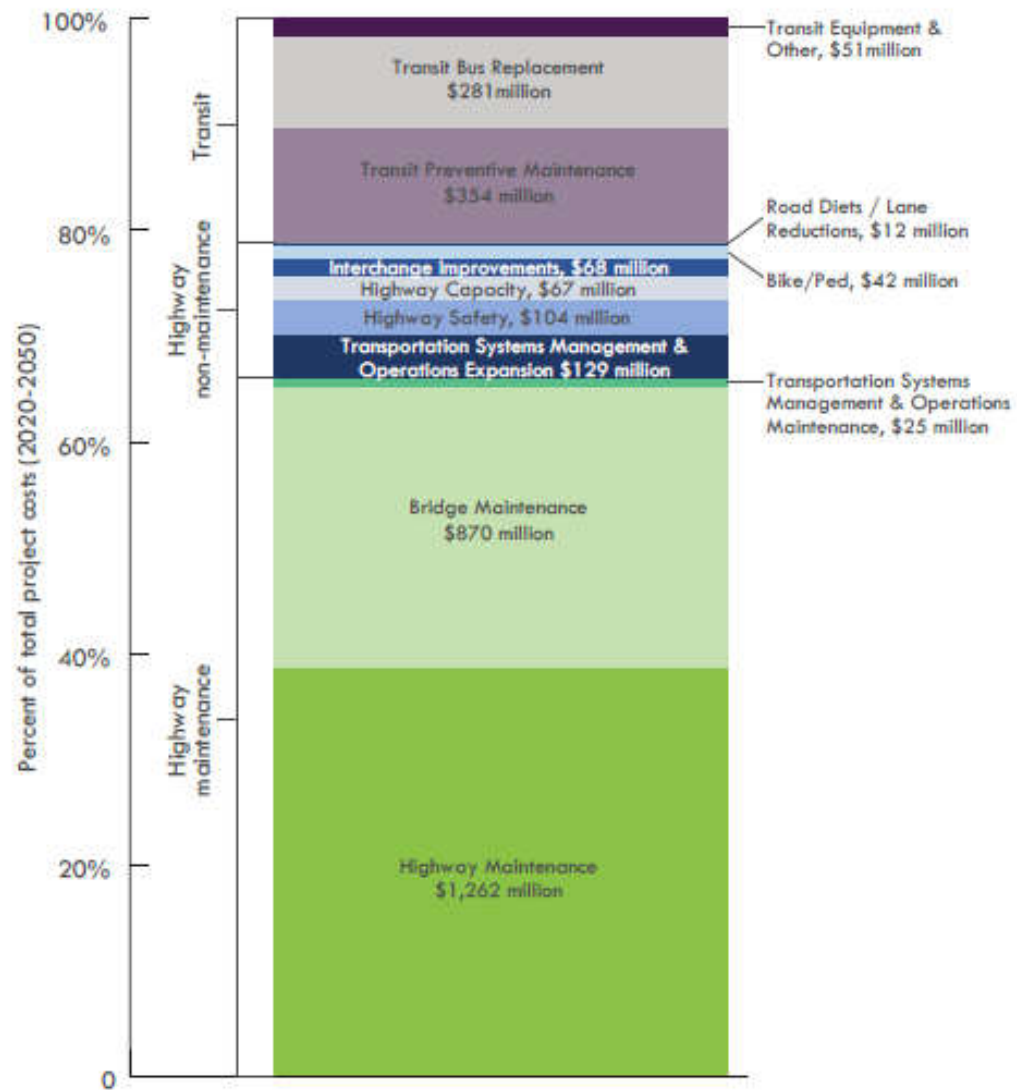 100%
80%
60%
40%
20%
0
Percent of total project costs (2020-2050)
Transit
Highway
non-maintenance
Highway
maintenance
Transit Bus Replacement
$281million
Transit Preventive Maintenance
$354 million
Interchange Improvements, $68 million
Highway Capacity, $67 million
Highway Safety, $104 million
Transportation Systems Management &
Operations Expansion $129 million
Bridge Maintenance
$870 million
Highway Maintenance
$1,262 million
Transit Equipment &
Other, $51million
Road Diets / Lane
Reductions, $12 million
Bike/Ped, $42 million
Transportation Systems
Management & Operations
Maintenance, $25 million